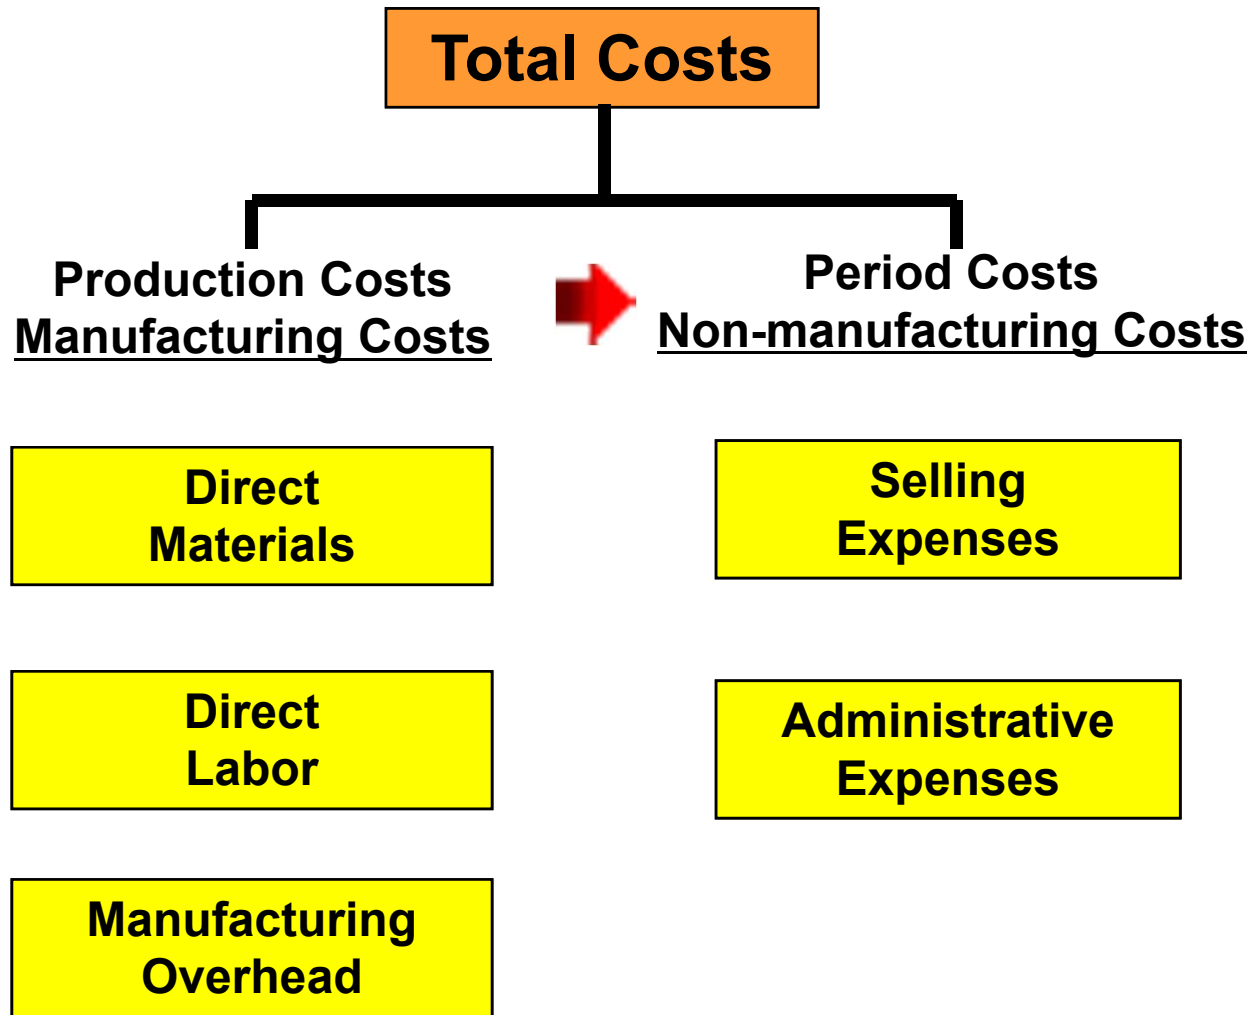 Total Costs
Production Costs
Manufacturing Costs
Period Costs
Non-manufacturing Costs
Direct
Materials
Direct
Labor
Manufacturing
Overhead
Selling
Expenses
Administrative
Expenses